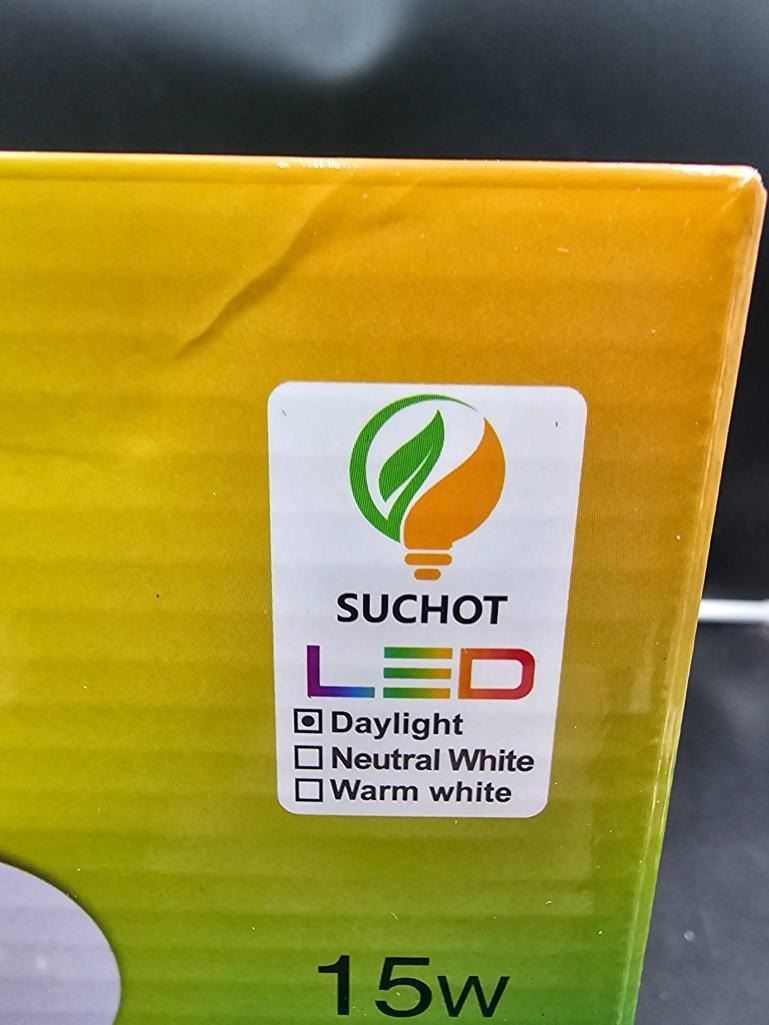 SUCHOT
LED
Daylight
Neutral White
Warm white
15W